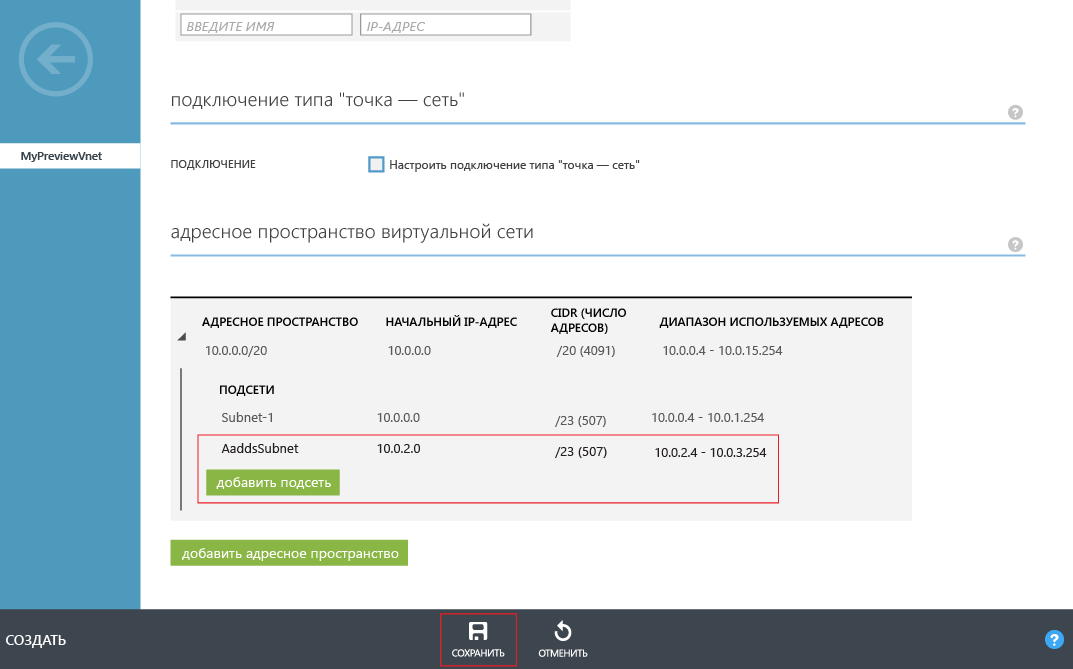 ВВЕДИТЕ ИМЯ IP-АДРЕС
подключение типа "точка — сеть"
?
MyPreviewVnet
ПОДКЛЮЧЕНИЕ Настроить подключение типа "точка — сеть"
адресное пространство виртуальной сети
?
АДРЕСНОЕ ПРОСТРАНСТВО НАЧАЛЬНЫЙ IP-АДРЕС CIDR (ЧИСЛО АДРЕСОВ) ДИАПАЗОН ИСПОЛЬЗУЕМЫХ АДРЕСОВ
10.0.0.0/20 10.0.0.0 /20 (4091) 10.0.0.4 - 10.0.15.254
ПОДСЕТИ
Subnet-1 10.0.0.0 /23 (507) 10.0.0.4 - 10.0.1.254
AaddsSubnet 10.0.2.0 /23 (507) 10.0.2.4 - 10.0.3.254
добавить подсеть
добавить адресное пространство
СОЗДАТЬ СОХРАНИТЬ ОТМЕНИТЬ ?